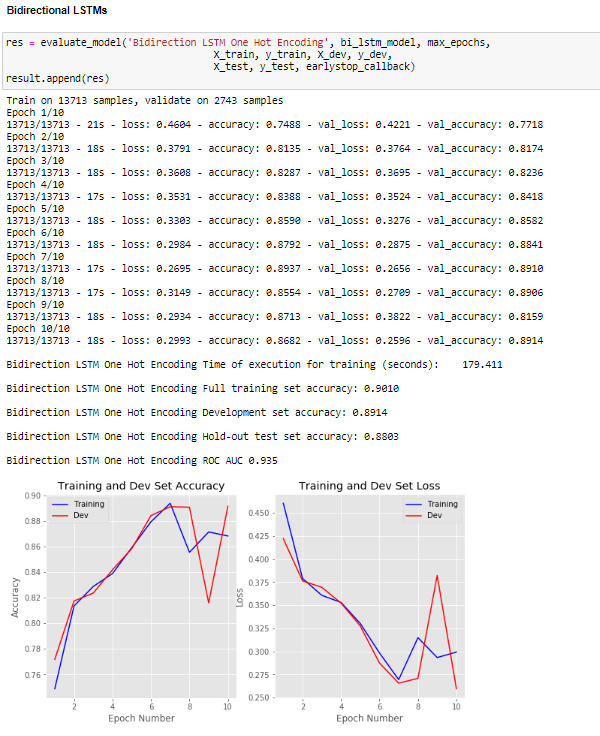 Bidirectional LSTMs
res = evaluate_model('Bidirection LSTM One Hot Encoding', bi_lstm_model, max_epochs,
X_train, y_train, X_dev, y_dev,
X_test, y_test, earlystop_callback)
result.append(res)
Train on 13713 samples, validate on 2743 samples
Epoch 1/10
13713/13713 - 21s - loss: 0.4604 - accuracy: 0.7488 - val_loss: 0.4221 - val_accuracy: 0.7718
Epoch 2/10
13713/13713 - 18s - loss: 0.3791 - accuracy: 0.8135 - val_loss: 0.3764 - val_accuracy: 0.8174
Epoch 3/10
13713/13713 - 18s - loss: 0.3608 - accuracy: 0.8287 - val_loss: 0.3695 - val_accuracy: 0.8236
Epoch 4/10
13713/13713 - 17s - loss: 0.3531 - accuracy: 0.8388 - val_loss: 0.3524 - val_accuracy: 0.8418
Epoch 5/10
13713/13713 - 18s - loss: 0.3303 - accuracy: 0.8590 - val_loss: 0.3276 - val_accuracy: 0.8582
Epoch 6/10
13713/13713 - 18s - loss: 0.2984 - accuracy: 0.8792 - val_loss: 0.2875 - val_accuracy: 0.8841
Epoch 7/10
13713/13713 - 17s - loss: 0.2695 - accuracy: 0.8937 - val_loss: 0.2656 - val_accuracy: 0.8910
Epoch 8/10
13713/13713 - 17s - loss: 0.3149 - accuracy: 0.8554 - val_loss: 0.2709 - val_accuracy: 0.8906
Epoch 9/10
13713/13713 - 18s - loss: 0.2934 - accuracy: 0.8713 - val_loss: 0.3822 - val_accuracy: 0.8159
Epoch 10/10
13713/13713 - 18s - loss: 0.2993 - accuracy: 0.8682 - val_loss: 0.2596 - val_accuracy: 0.8914
Bidirection LSTM One Hot Encoding Time of execution for training (seconds): 179.411
Bidirection LSTM One Hot Encoding Full training set accuracy: 0.9010
Bidirection LSTM One Hot Encoding Development set accuracy: 0.8914
Bidirection LSTM One Hot Encoding Hold-out test set accuracy: 0.8803
Bidirection LSTM One Hot Encoding ROC AUC 0.935
Training and Dev Set Accuracy
Training
Dev
0.90
0.88
0.86
0.84
0.82
0.80
0.78
0.76
Accuracy
2 4 6 8 10
Epoch Number
Training and Dev Set Loss
Training
Dev
0.450
0.425
0.400
0.375
0.350
0.325
0.300
0.275
0.250
Loss
2 4 6 8 10
Epoch Number